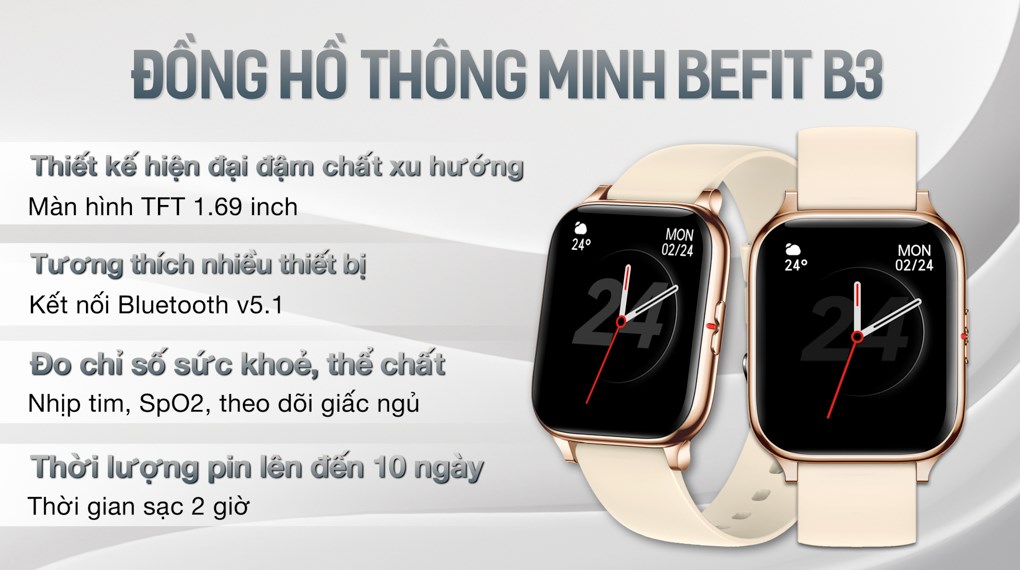 ĐỒNG HỒ THÔNG MINH BEFIT B3
Thiết kế hiện đại đậm chất xu hướng
Màn hình TFT 1.69 inch
Tương thích nhiều thiết bị
Kết nối Bluetooth v5.1
Đo chỉ số sức khoẻ, thể chất
Nhịp tim, SpO2, theo dõi giấc ngủ
Thời lượng pin lên đến 10 ngày
Thời gian sạc 2 giờ
24°
MON
02/24
24
24°
MON
02/24
24